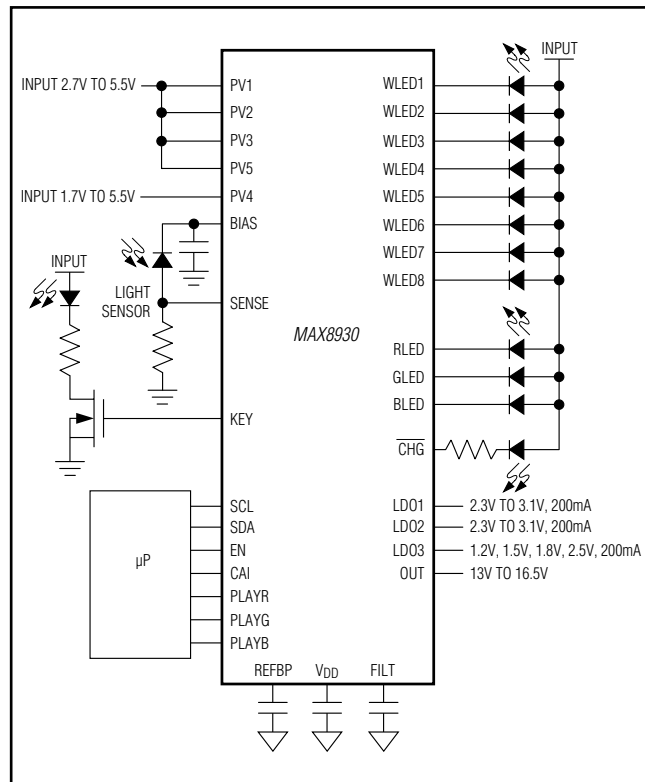 INPUT
INPUT 2.7V TO 5.5V
PV1
WLED1
PV2
WLED2
PV3
WLED3
PV5
WLED4
INPUT 1.7V TO 5.5V
PV4
WLED5
BIAS
WLED6
WLED7
INPUT
WLED8
LIGHT
SENSOR
SENSE
MAX8930
RLED
GLED
BLED
KEY
CHG
SCL
LDO1
2.3V TO 3.1V, 200mA
SDA
LDO2
2.3V TO 3.1V, 200mA
µP
EN
LDO3
1.2V, 1.5V, 1.8V, 2.5V, 200mA
CAI
OUT
13V TO 16.5V
PLAYR
PLAYG
PLAYB
REFBP
VDD
FILT